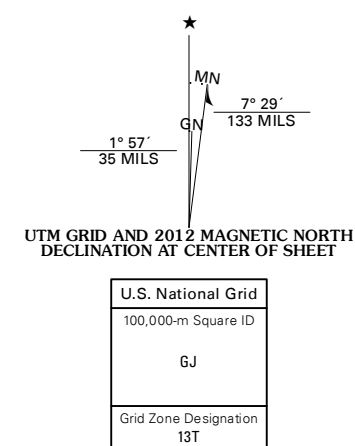 ★
MN
7° 29´
133 MILS
GN
1° 57´
35 MILS
UTM GRID AND 2012 MAGNETIC NORTH
DECLINATION AT CENTER OF SHEET
U.S. National Grid
100,000-m Square ID
GJ
Grid Zone Designation
13T